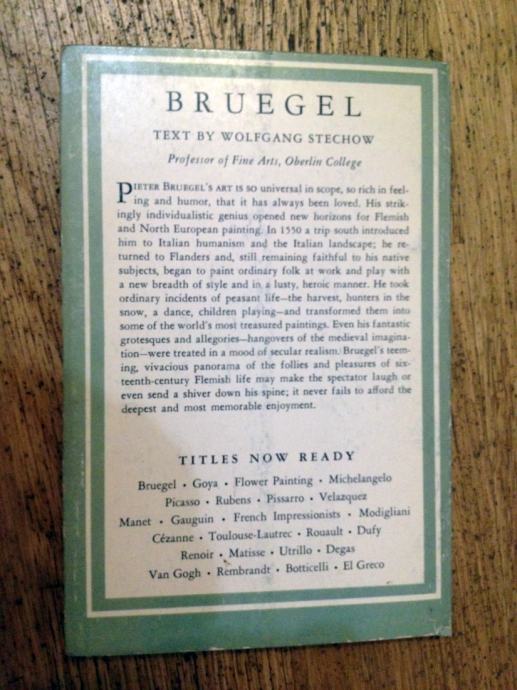 BRUEGEL
TEXT BY WOLFGANG STECHOW
Professor of Fine Arts, Oberlin College
PIETER BRUEGEL'S ART is so universal in scope, so rich in feel-
ing and humor, that it has always been loved. His strik-
ingly individualistic genius opened new horizons for Flemish
and North European painting. In 1550 a trip south introduced
him to Italian humanism and the Italian landscape; he re-
turned to Flanders and, still remaining faithful to his native
subjects, began to paint ordinary folk at work and play with
a new breadth of style and in a lusty, heroic manner. He took
ordinary incidents of peasant life—the harvest, hunters in the
snow, a dance, children playing—and transformed them into
some of the world's most treasured paintings. Even his fantastic
grotesques and allegories—hangovers of the medieval imagina-
tion—were treated in a mood of secular realism. Bruegel's teem-
ing, vivacious panorama of the follies and pleasures of six-
teenth-century Flemish life may make the spectator laugh or
even send a shiver down his spine; it never fails to afford the
deepest and most memorable enjoyment.
TITLES NOW READY
Bruegel • Goya • Flower Painting • Michelangelo
Picasso • Rubens • Pissarro • Velazquez
Manet • Gauguin • French Impressionists • Modigliani
Cézanne • Toulouse-Lautrec • Rouault • Dufy
Renoir • Matisse • Utrillo • Degas
Van Gogh • Rembrandt • Botticelli • El Greco